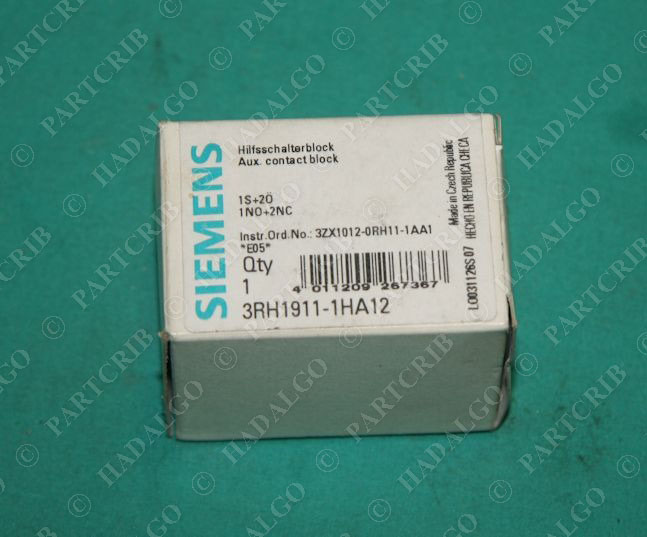 SIEMENS
Hilfsschalterblock
Aux. contact block
1S+2Ö
1NO+2NC
Instr.Ord.No.: 3ZX1012-0RH11-1AA1
*E05*
Qty
1
4 011209 267367
3RH1911-1HA12
Made in Czech Republic
HECHO EN REPUBLICA CHECA
L0031126S 07
© PARTCRIB
HADALGO